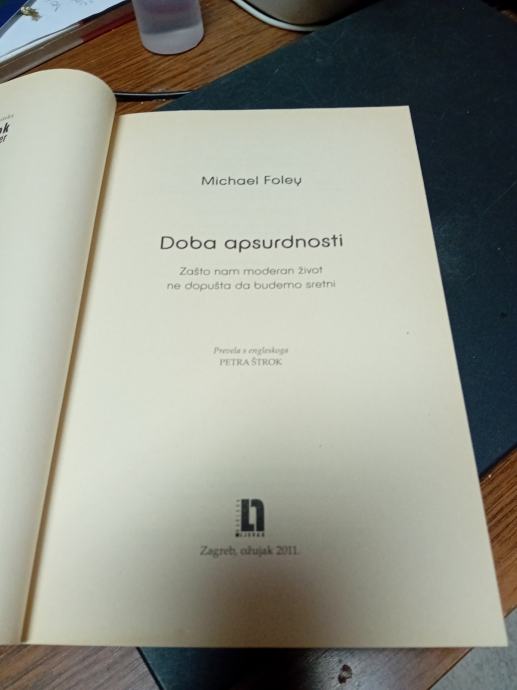 Michael Foley
Doba apsurdnosti
Zašto nam moderan život
ne dopušta da budemo sretni
Prevela s engleskoga
PETRA ŠTROK
LJEVAK
Zagreb, ožujak 2011.